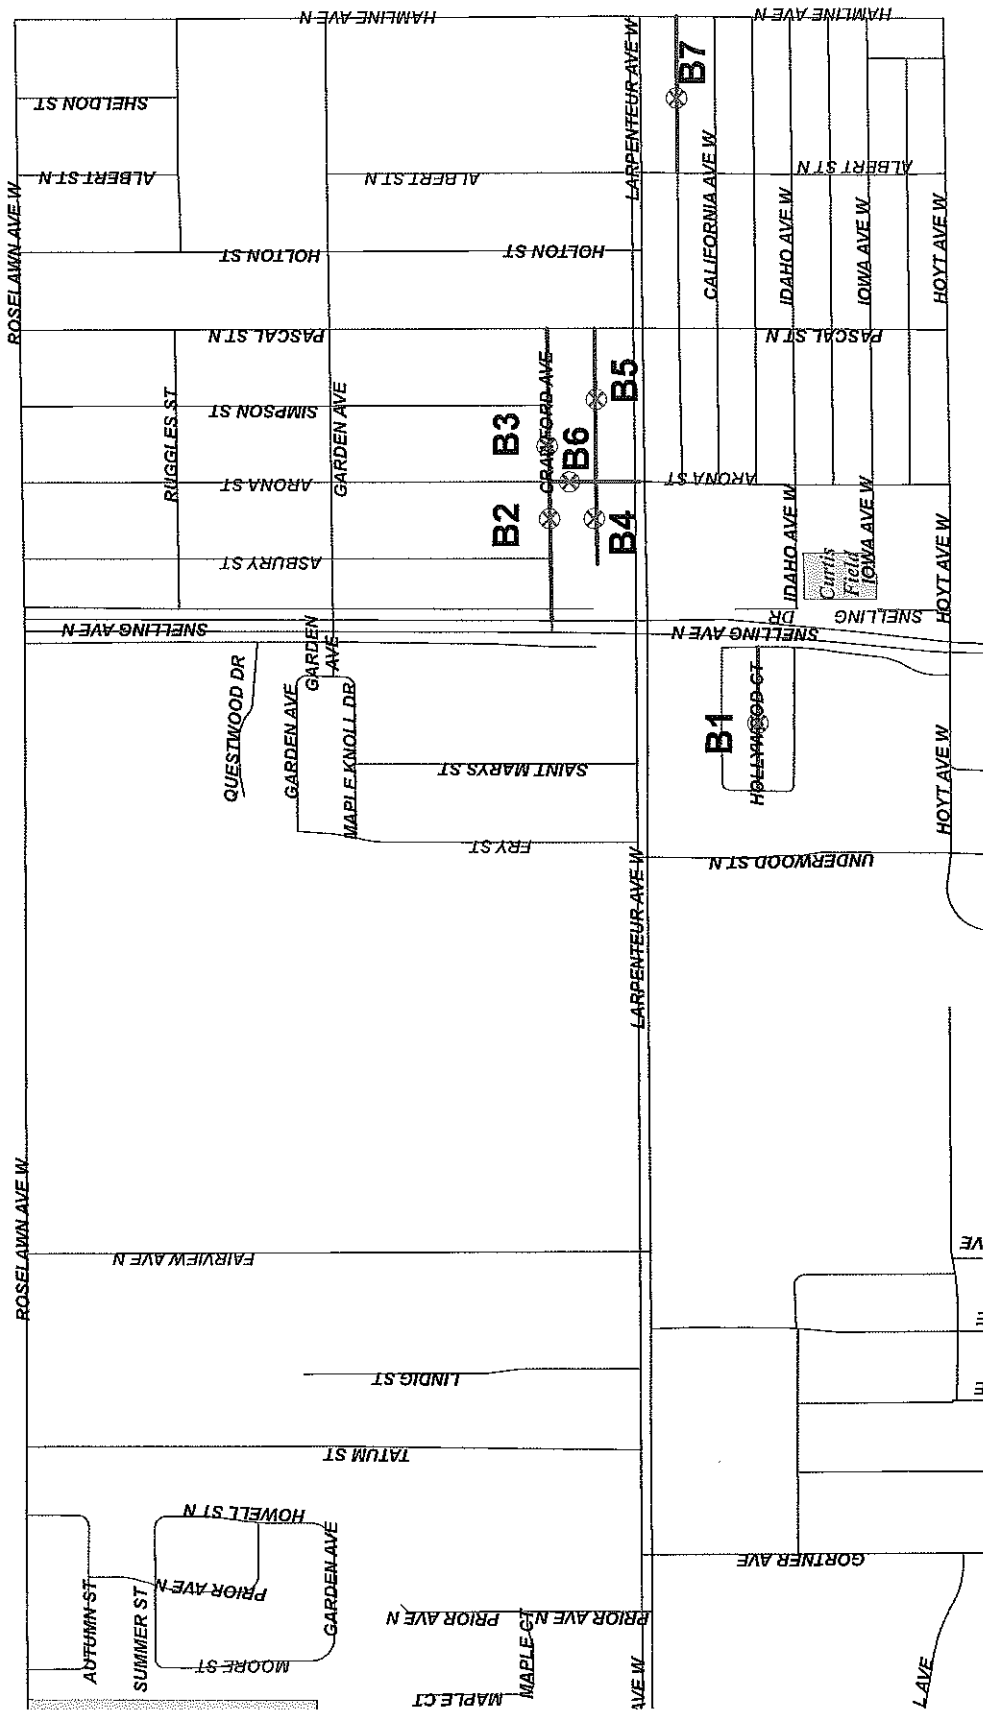 HAMLINE AVE N
HAMLINE AVE N
SHELDON ST
B7
LARPENTEUR AVE W
ALBERT ST N
ALBERT ST N
ALBERT ST N
ROSELAWN AVE W
HOLTON ST
HOLTON ST
CALIFORNIA AVE W
IDAHO AVE W
IOWA AVE W
HOYT AVE W
PASCAL ST N
PASCAL ST N
RUGGLES ST
SIMPSON ST
GARDEN AVE
CRAWFORD AVE
B5
B3
B6
ARONA ST
ARONA ST
B2
B4
IDAHO AVE W
IOWA AVE W
HOYT AVE W
ASBURY ST
Curtis
Field
SNELLING
DR
SNELLING AVE N
SNELLING AVE N
GARDEN
AVE
QUESTWOOD DR
GARDEN AVE
MAPLE KNOLL DR
B1
HOLLYWOOD CT
SAINT MARYS ST
HOYT AVE W
FRY ST
UNDERWOOD ST N
LARPENTEUR AVE W
ROSELAWN AVE W
FAIRVIEW AVE N
VE
E
LINDIG ST
E
TATUM ST
HOWELL ST N
GARDEN AVE
GORTNER AVE
PRIOR AVE N
AUTUMN ST
SUMMER ST
PRIOR AVE N
PRIOR AVE N
PRIOR AVE N
MOORE ST
MAPLE CT
MAPLE CT
AVE W
L AVE